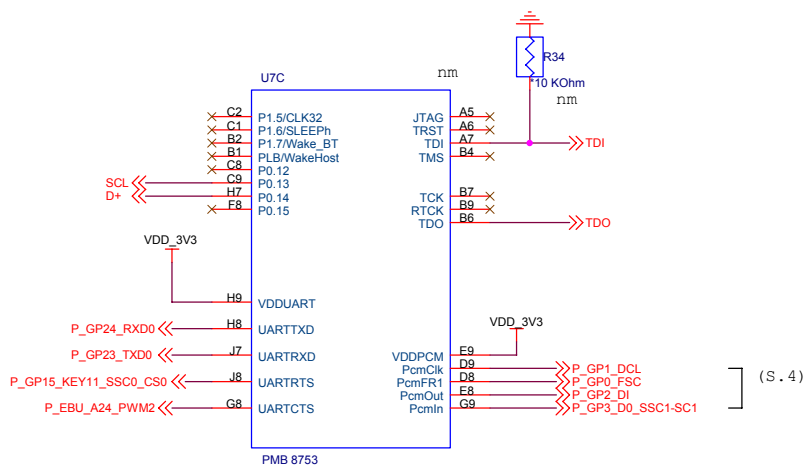 R34
*10 KOhm
nm
U7C
nm
C2 P1.5/CLK32
C1 P1.6/SLEEPh
B2 P1.7/Wake_BT
B1 PLB/WakeHost
C8 P0.12
SCL C9 P0.13
D+ H7 P0.14
F8 P0.15
JTAG A5
TRST A6
TDI A7 TDI
TMS B4
TCK B7
RTCK B9
TDO B6 TDO
VDD_3V3
H9 VDDUART
P_GP24_RXD0 H8 UARTTXD
P_GP23_TXD0 J7 UARTRXD
P_GP15_KEY11_SSC0_CS0 J8 UARTRTS
P_EBU_A24_PWM2 G8 UARTCTS
VDD_3V3
VDDPCM E9
PcmClk D9 P_GP1_DCL
PcmFR1 D8 P_GP0_FSC
PcmOut E8 P_GP2_DI
PcmIn G9 P_GP3_D0_SSC1-SC1
(S.4)
PMB 8753